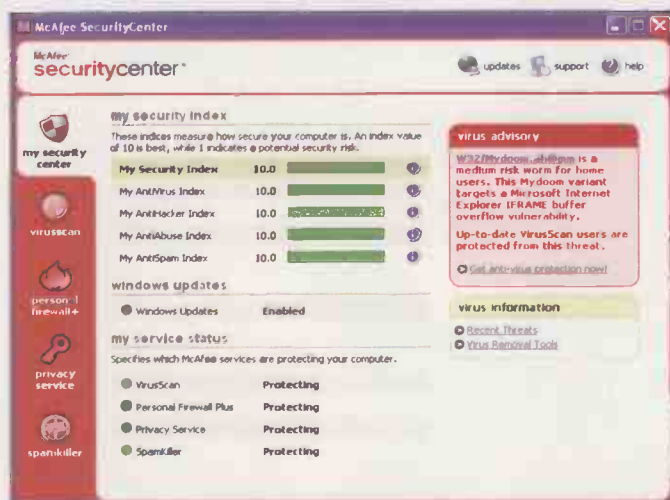 McAfee SecurityCenter
McAfee
securitycenter
updates support help
my security center
virusscan
personal firewall+
privacy service
spamkiller
my security index
These indices measure how secure your computer is. An index value
of 10 is best, while 1 indicates a potential security risk.
My Security Index 10.0
My AntiVirus Index 10.0
My AntiHacker Index 10.0
My AntiAbuse Index 10.0
My AntiSpam Index 10.0
windows updates
Windows Updates Enabled
my service status
Specifies which McAfee services are protecting your computer.
VirusScan Protecting
Personal Firewall Plus Protecting
Privacy Service Protecting
SpamKiller Protecting
virus advisory
W32/Mydoom.ah@mm is a
medium risk worm for home
users. This Mydoom variant
targets a Microsoft Internet
Explorer IFRAME buffer
overflow vulnerability.
Up-to-date VirusScan users are
protected from this threat.
Get anti-virus protection now!
virus information
Recent Threats
Virus Removal Tools